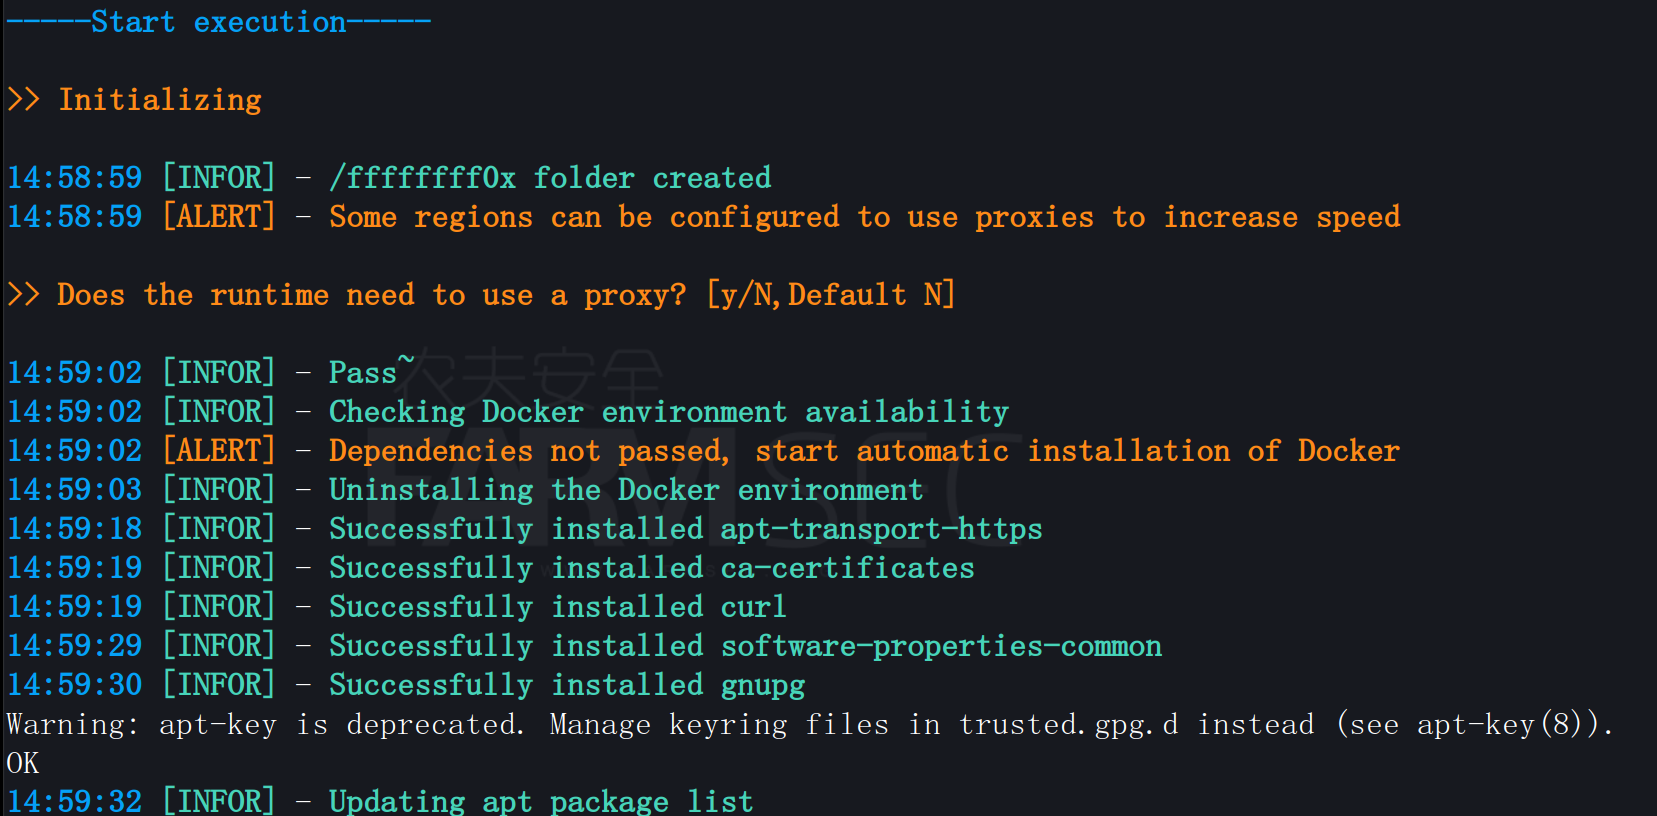 -----Start execution-----
>> Initializing
14:58:59 [INFOR] - /ffffffff0x folder created
14:58:59 [ALERT] - Some regions can be configured to use proxies to increase speed
>> Does the runtime need to use a proxy? [y/N,Default N]
14:59:02 [INFOR] - Pass~
农夫安全
14:59:02 [INFOR] - Checking Docker environment availability
14:59:02 [ALERT] - Dependencies not passed, start automatic installation of Docker
14:59:03 [INFOR] - Uninstalling the Docker environment
FARMSEC
14:59:18 [INFOR] - Successfully installed apt-transport-https
14:59:19 [INFOR] - Successfully installed ca-certificates
14:59:19 [INFOR] - Successfully installed curl
14:59:29 [INFOR] - Successfully installed software-properties-common
14:59:30 [INFOR] - Successfully installed gnupg
Warning: apt-key is deprecated. Manage keyring files in trusted.gpg.d instead (see apt-key(8)).
OK
14:59:32 [INFOR] - Updating apt package list